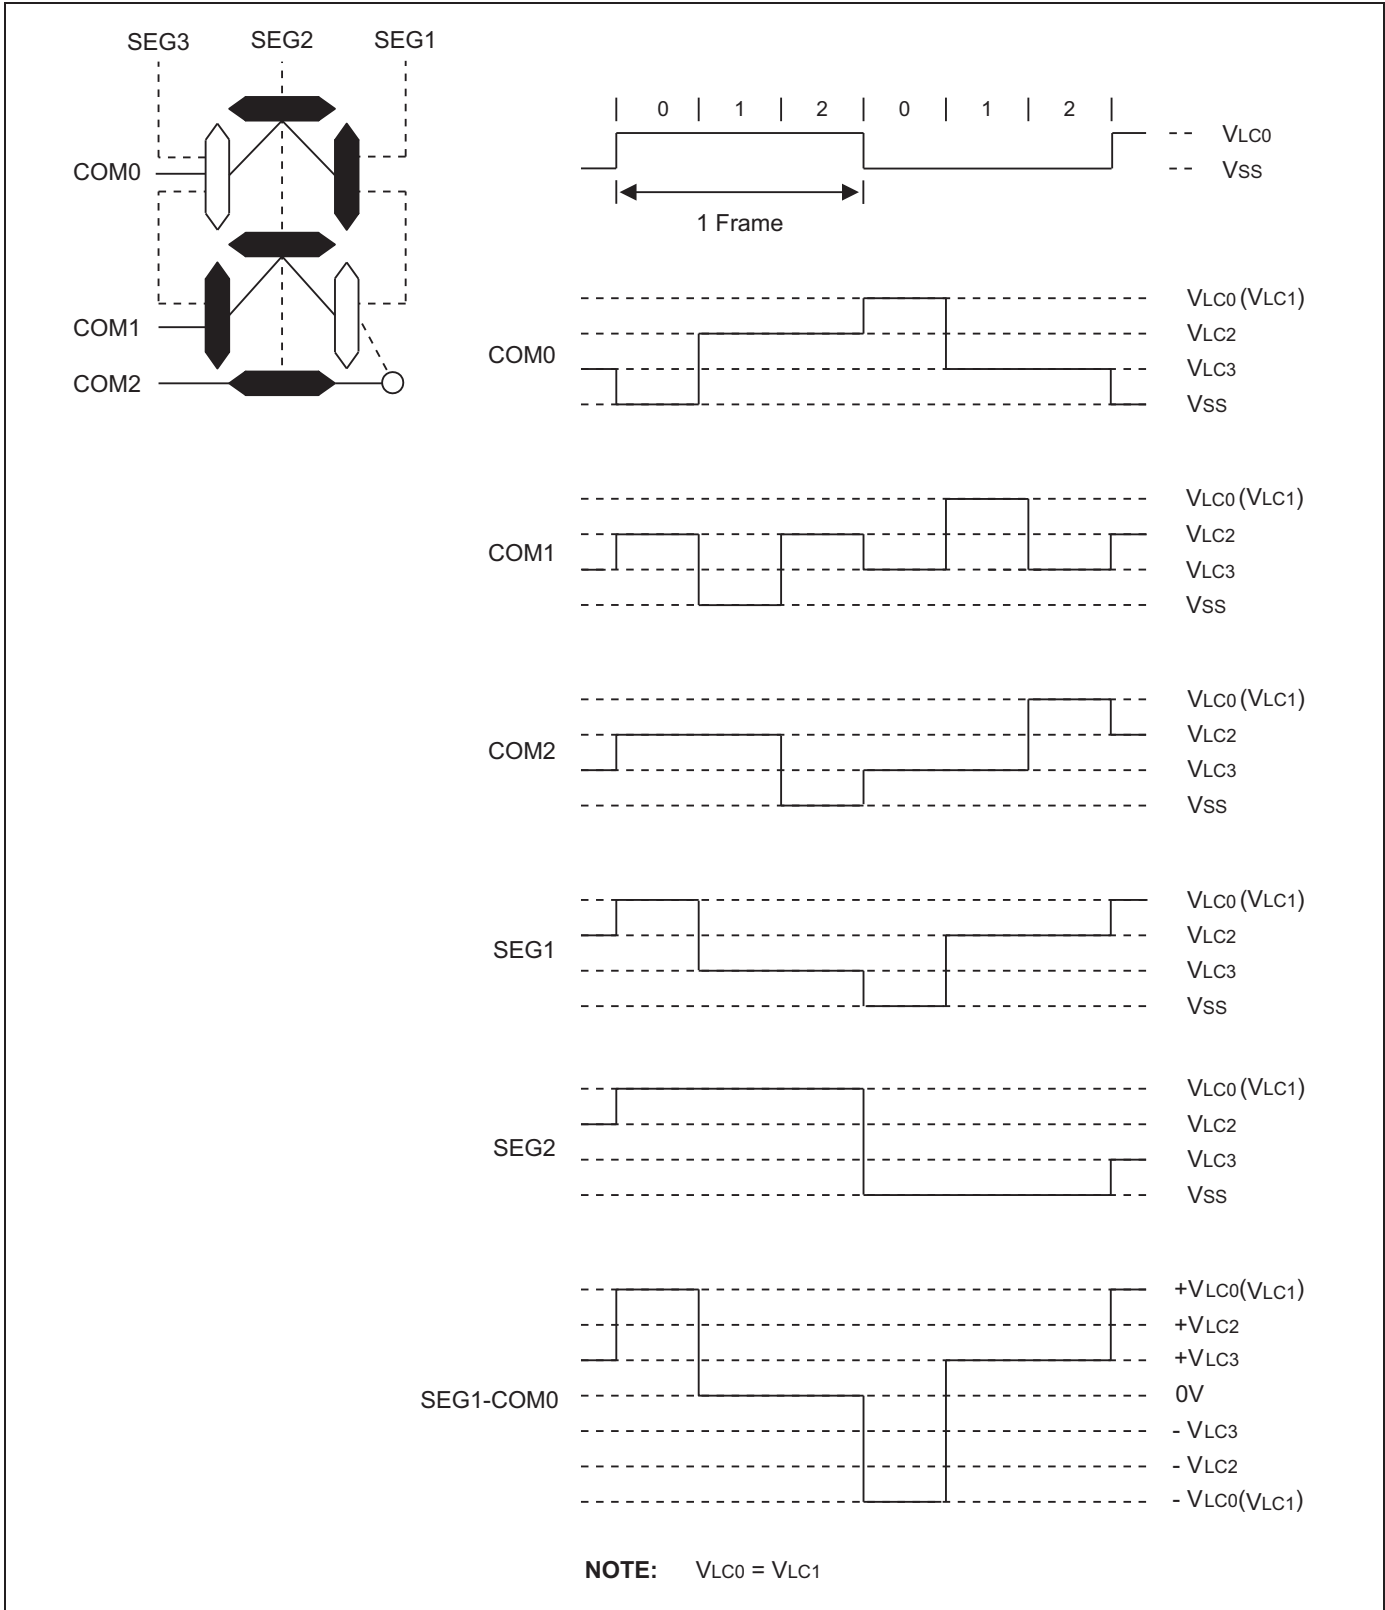 SEG3 SEG2 SEG1
COM0
COM1
COM2
0 1 2 0 1 2
VLC0
VSS
1 Frame
COM0
VLC0 (VLC1)
VLC2
VLC3
VSS
COM1
VLC0 (VLC1)
VLC2
VLC3
VSS
COM2
VLC0 (VLC1)
VLC2
VLC3
VSS
SEG1
VLC0 (VLC1)
VLC2
VLC3
VSS
SEG2
VLC0 (VLC1)
VLC2
VLC3
VSS
SEG1-COM0
+VLC0(VLC1)
+VLC2
+VLC3
0V
- VLC3
- VLC2
- VLC0(VLC1)
NOTE: VLC0 = VLC1